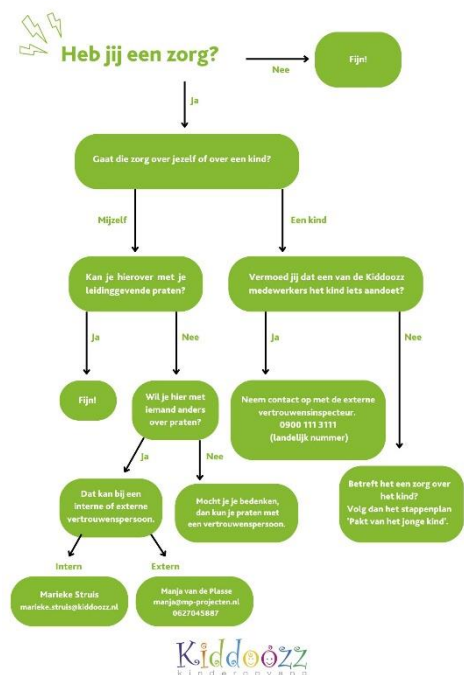 Heb jij een zorg?
Nee
Fijn!
Ja
Gaat die zorg over jezelf of over een kind?
Mijzelf
Een kind
Kan je hierover met je
leidinggevende praten?
Vermoed jij dat een van de Kiddoozz
medewerkers het kind iets aandoet?
Ja
Nee
Ja
Nee
Fijn!
Wil je hier met
iemand anders
over praten?
Neem contact op met de externe
vertrouwensinspecteur.
0900 111 3111
(landelijk nummer)
Ja
Nee
Betreft het een zorg over
het kind?
Volg dan het stappenplan
'Pakt van het jonge kind'.
Dat kan bij een
interne of externe
vertrouwenspersoon.
Mocht je je bedenken,
dan kun je praten met
een vertrouwenspersoon.
Intern
Extern
Marieke Struis
marieke.struis@kiddoozz.nl
Manja van de Plasse
manja@mp-projecten.nl
0627045887
Kiddoozz
kinderopvang